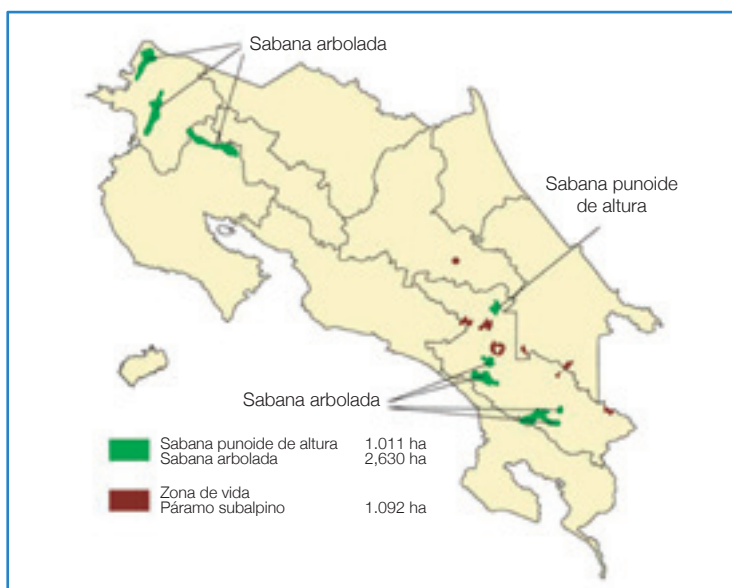 Sabana arbolada
Sabana punoide
de altura
Sabana arbolada
Sabana punoide de altura 1.011 ha
Sabana arbolada 2,630 ha
Zona de vida
Páramo subalpino 1.092 ha